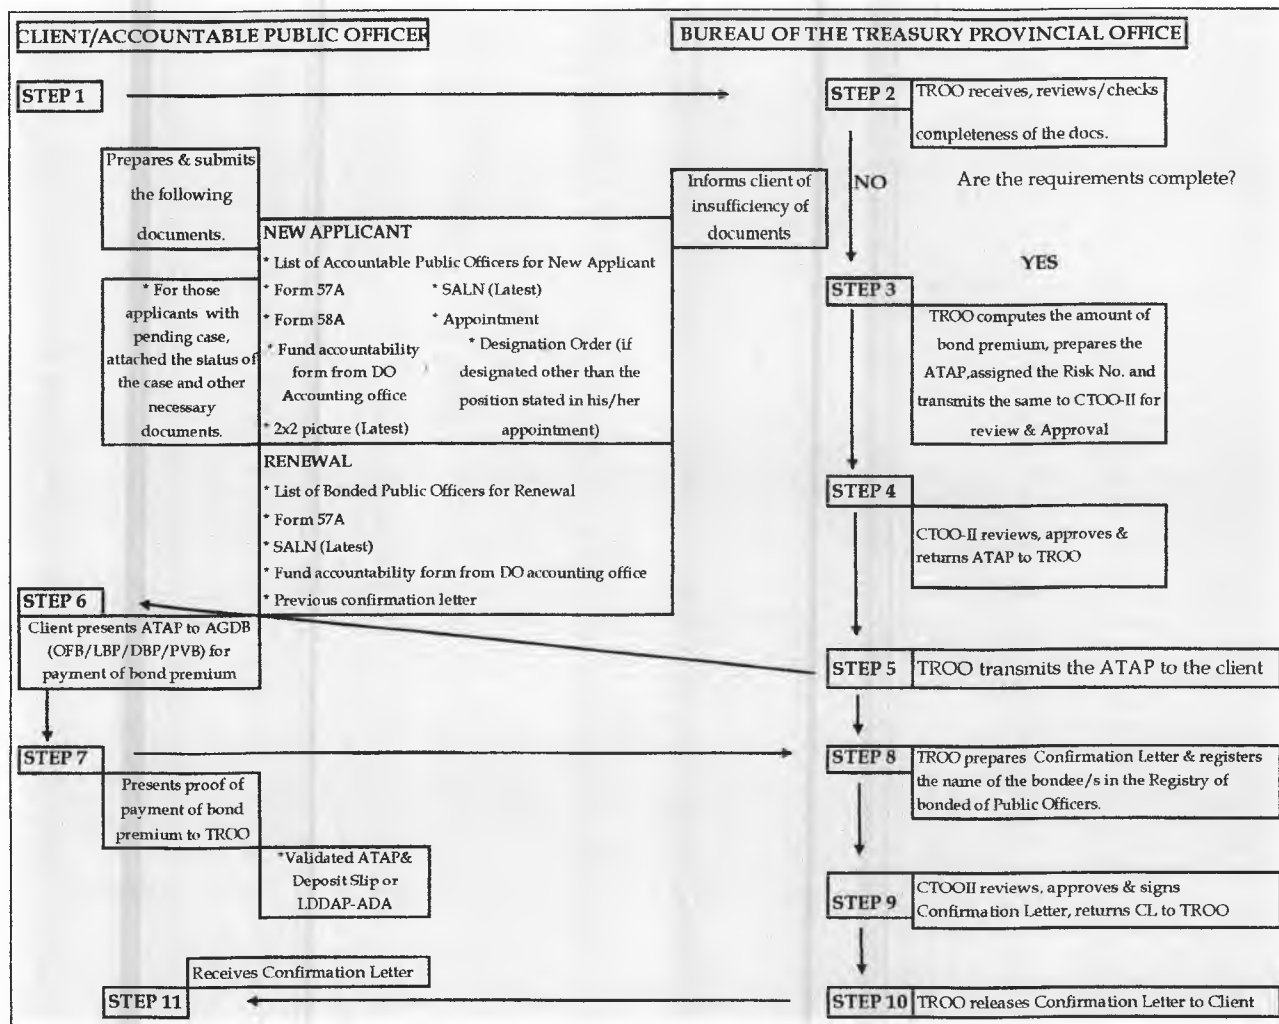 CLIENT/ACCOUNTABLE PUBLIC OFFICER
BUREAU OF THE TREASURY PROVINCIAL OFFICE
STEP 1
STEP 2
TROO receives, reviews/checks
completeness of the docs.
Prepares & submits
the following
documents.
Informs client of
insufficiency of
documents
NO
Are the requirements complete?
YES
NEW APPLICANT
* List of Accountable Public Officers for New Applicant
* Form 57A
* Form 58A
* Fund accountability
form from DO
Accounting office
* 2x2 picture (Latest)
* SALN (Latest)
* Appointment
* Designation Order (if
designated other than the
position stated in his/her
appointment)
* For those
applicants with
pending case,
attached the status of
the case and other
necessary
documents.
STEP 3
TROO computes the amount of
bond premium, prepares the
ATAP,assigned the Risk No. and
transmits the same to CTOO-II for
review & Approval
RENEWAL
* List of Bonded Public Officers for Renewal
* Form 57A
* SALN (Latest)
* Fund accountability form from DO accounting office
* Previous confirmation letter
STEP 4
CTOO-II reviews, approves &
returns ATAP to TROO
STEP 5
TROO transmits the ATAP to the client
STEP 6
Client presents ATAP to AGDB
(OFB/LBP/DBP/PVB) for
payment of bond premium
STEP 7
Presents proof of
payment of bond
premium to TROO
*Validated ATAP&
Deposit Slip or
LDDAP-ADA
STEP 8
TROO prepares Confirmation Letter & registers
the name of the bondee/s in the Registry of
bonded of Public Officers.
STEP 9
CTOOII reviews, approves & signs
Confirmation Letter, returns CL to TROO
STEP 10
TROO releases Confirmation Letter to Client
Receives Confirmation Letter
STEP 11